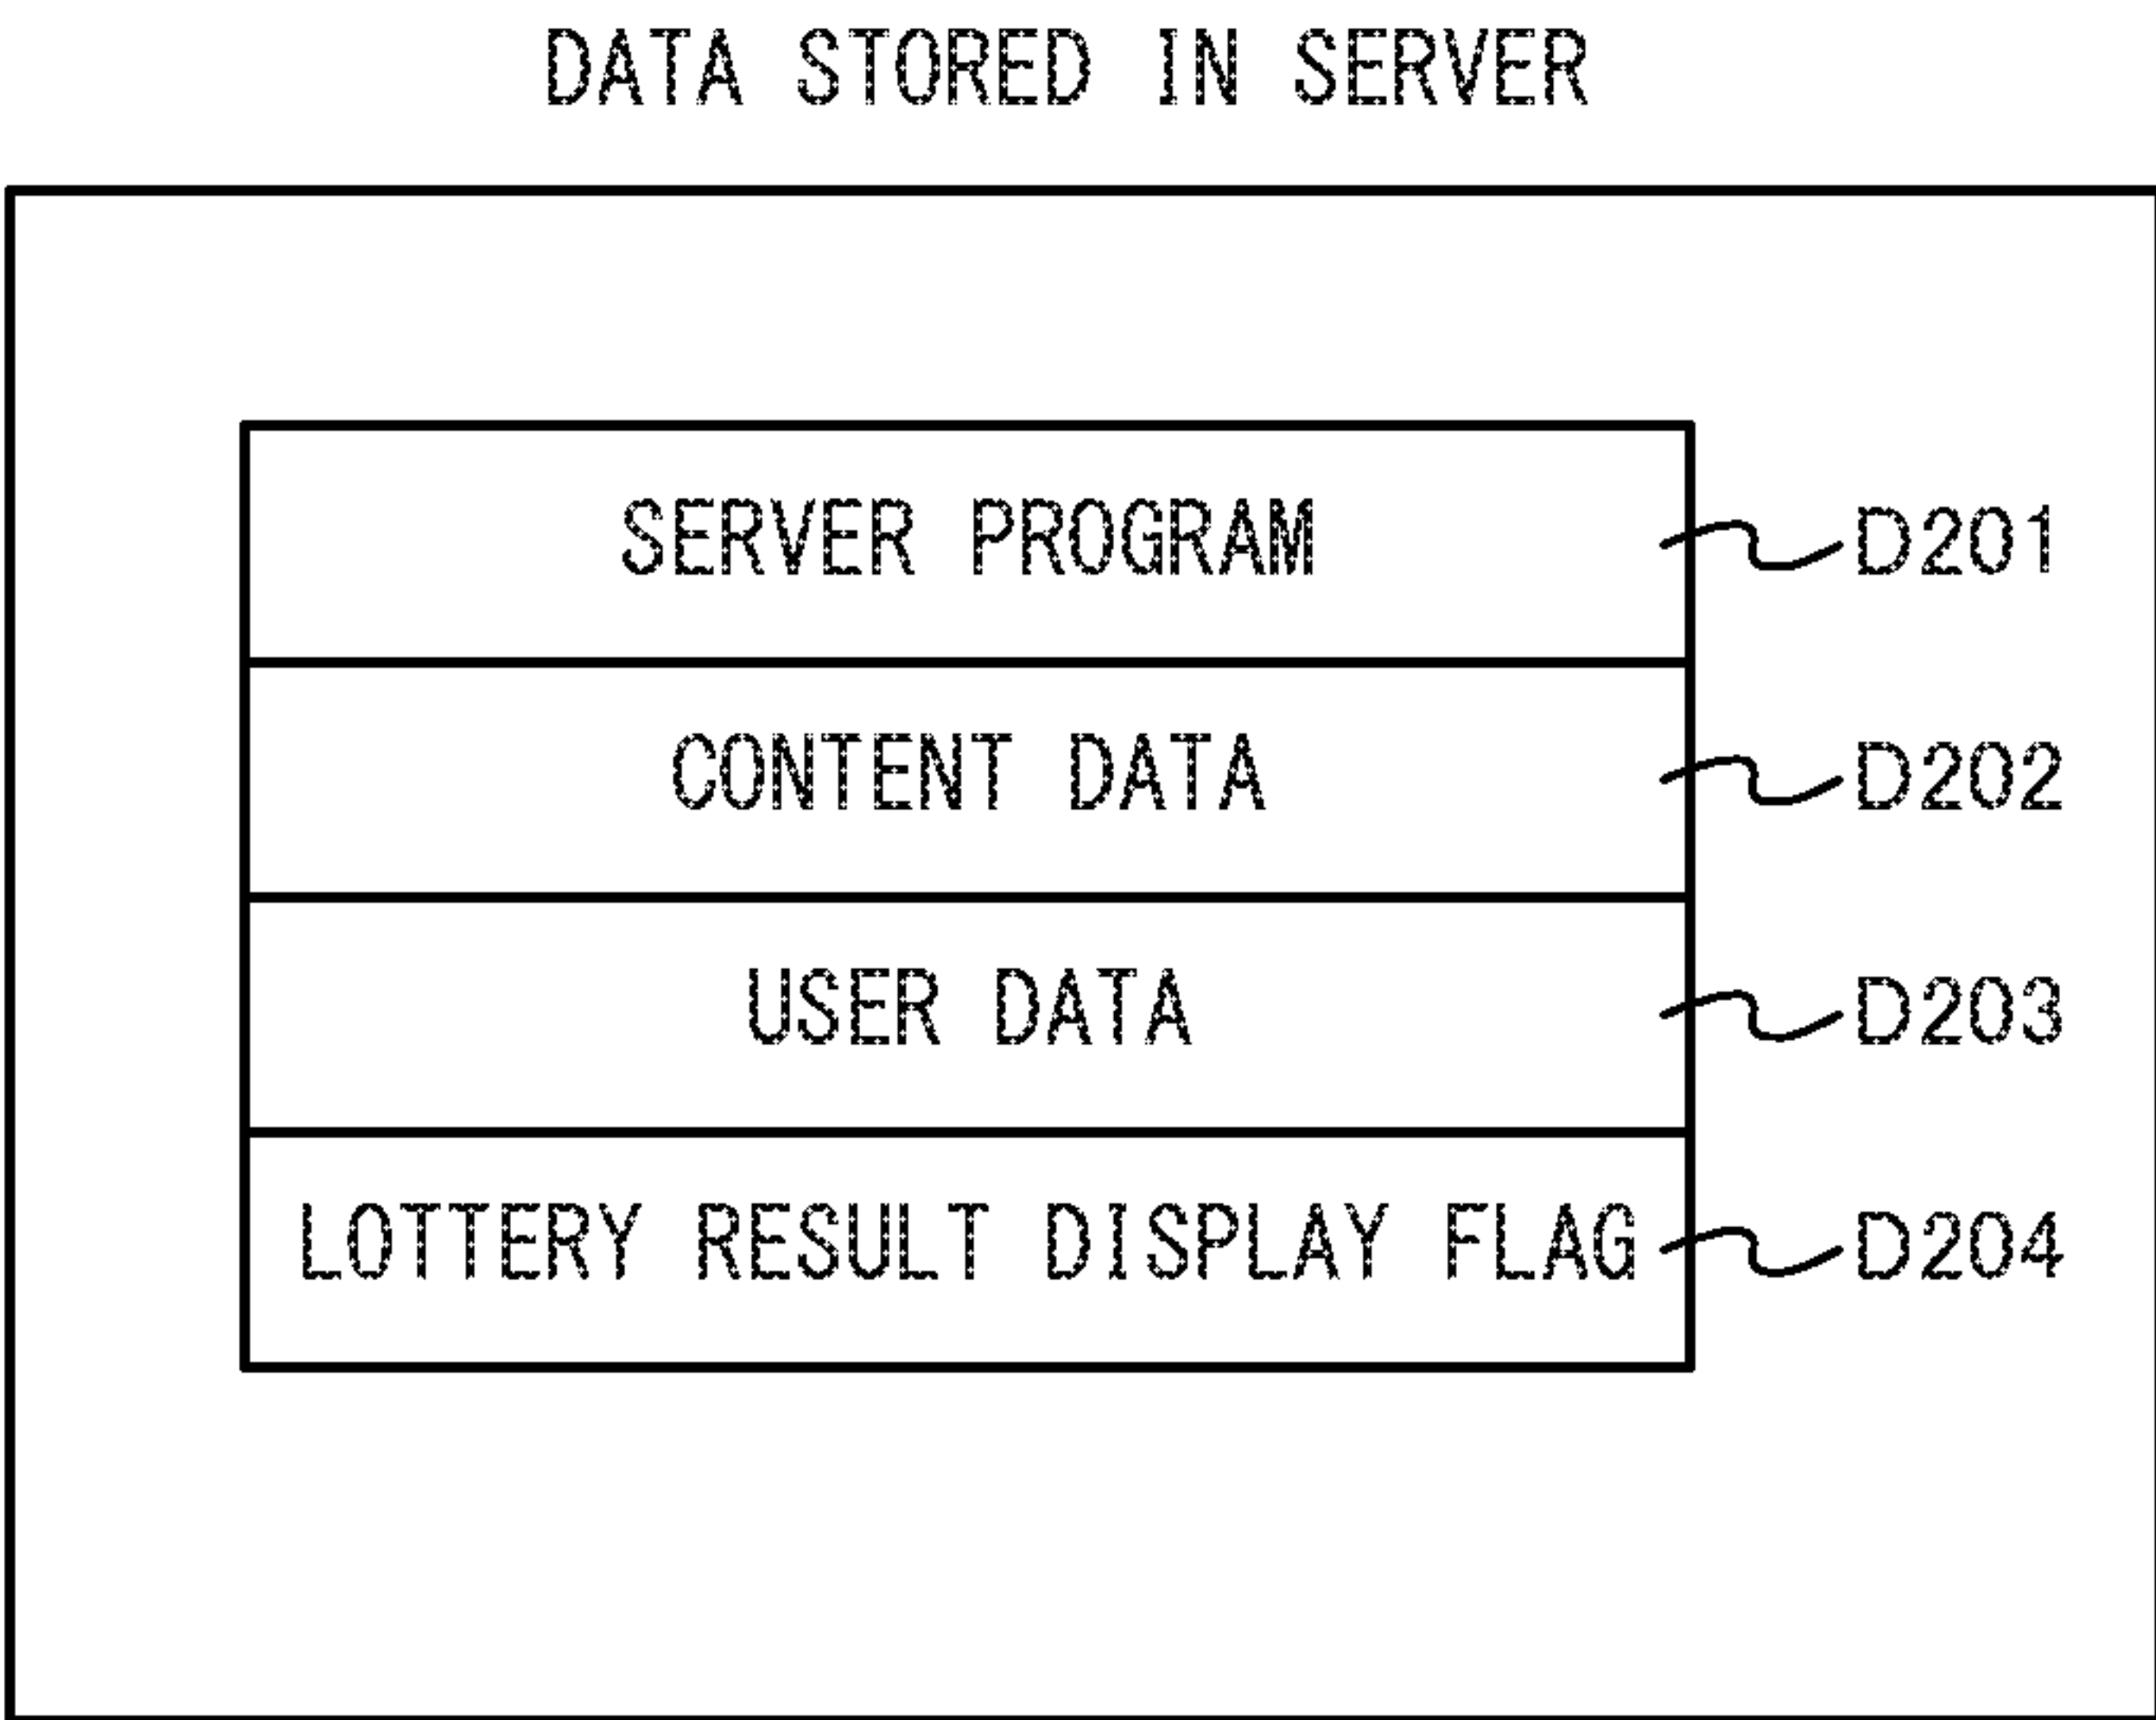 DATA STORED IN SERVER
SERVER PROGRAM D201
CONTENT DATA D202
USER DATA D203
LOTTERY RESULT DISPLAY FLAG D204